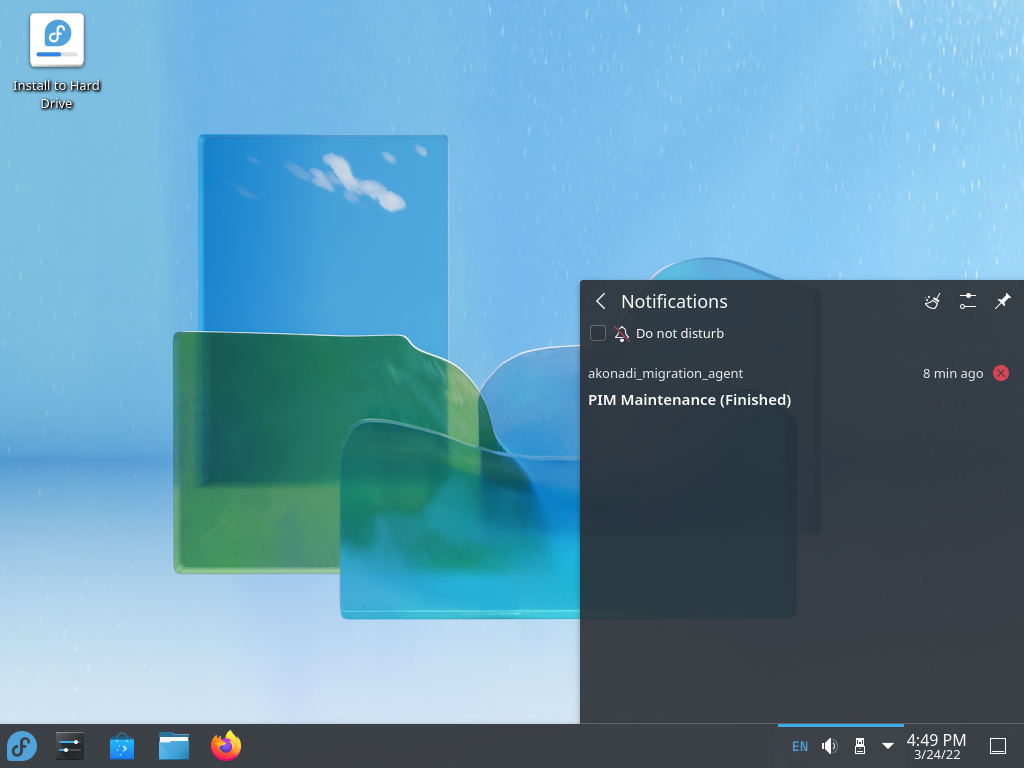 Install to Hard
Drive
Notifications
Do not disturb
akonadi_migration_agent 8 min ago
PIM Maintenance (Finished)
EN
4:49 PM
3/24/22